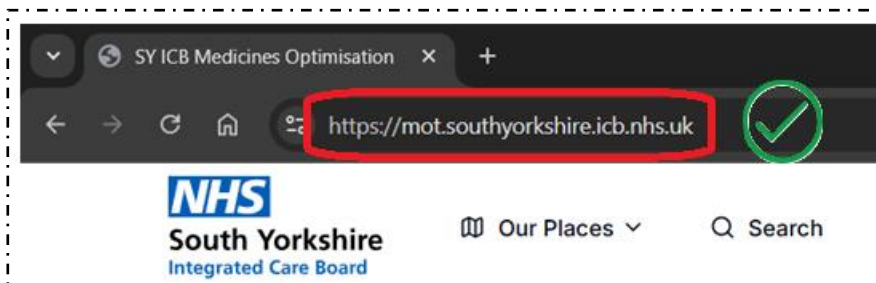 SY ICB Medicines Optimisation
https://mot.southyorkshire.icb.nhs.uk
NHS
South Yorkshire
Integrated Care Board
Our Places
Search